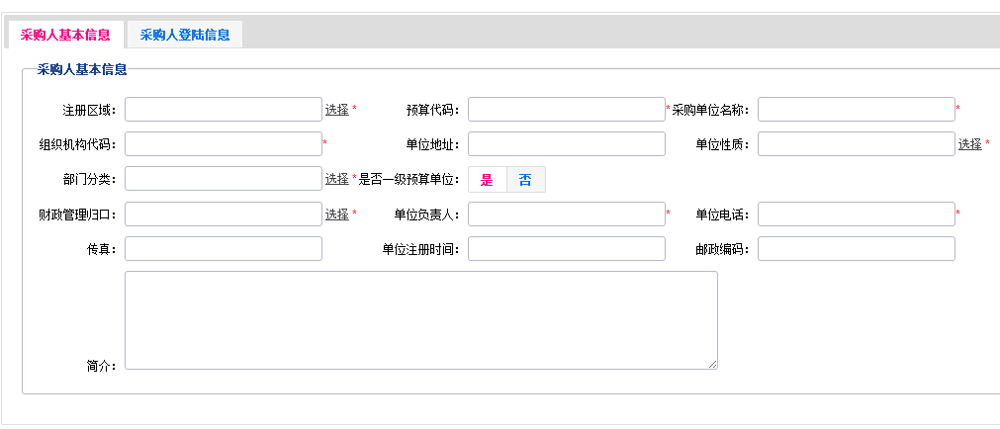 采购人基本信息 采购人登陆信息
采购人基本信息
注册区域： 选择 * 预算代码： * 采购单位名称： *
组织机构代码： * 单位地址： 单位性质： 选择 *
部门分类： 选择 * 是否一级预算单位： 是 否
财政管理归口： 选择 * 单位负责人： * 单位电话： *
传真： 单位注册时间： 邮政编码：
简介：